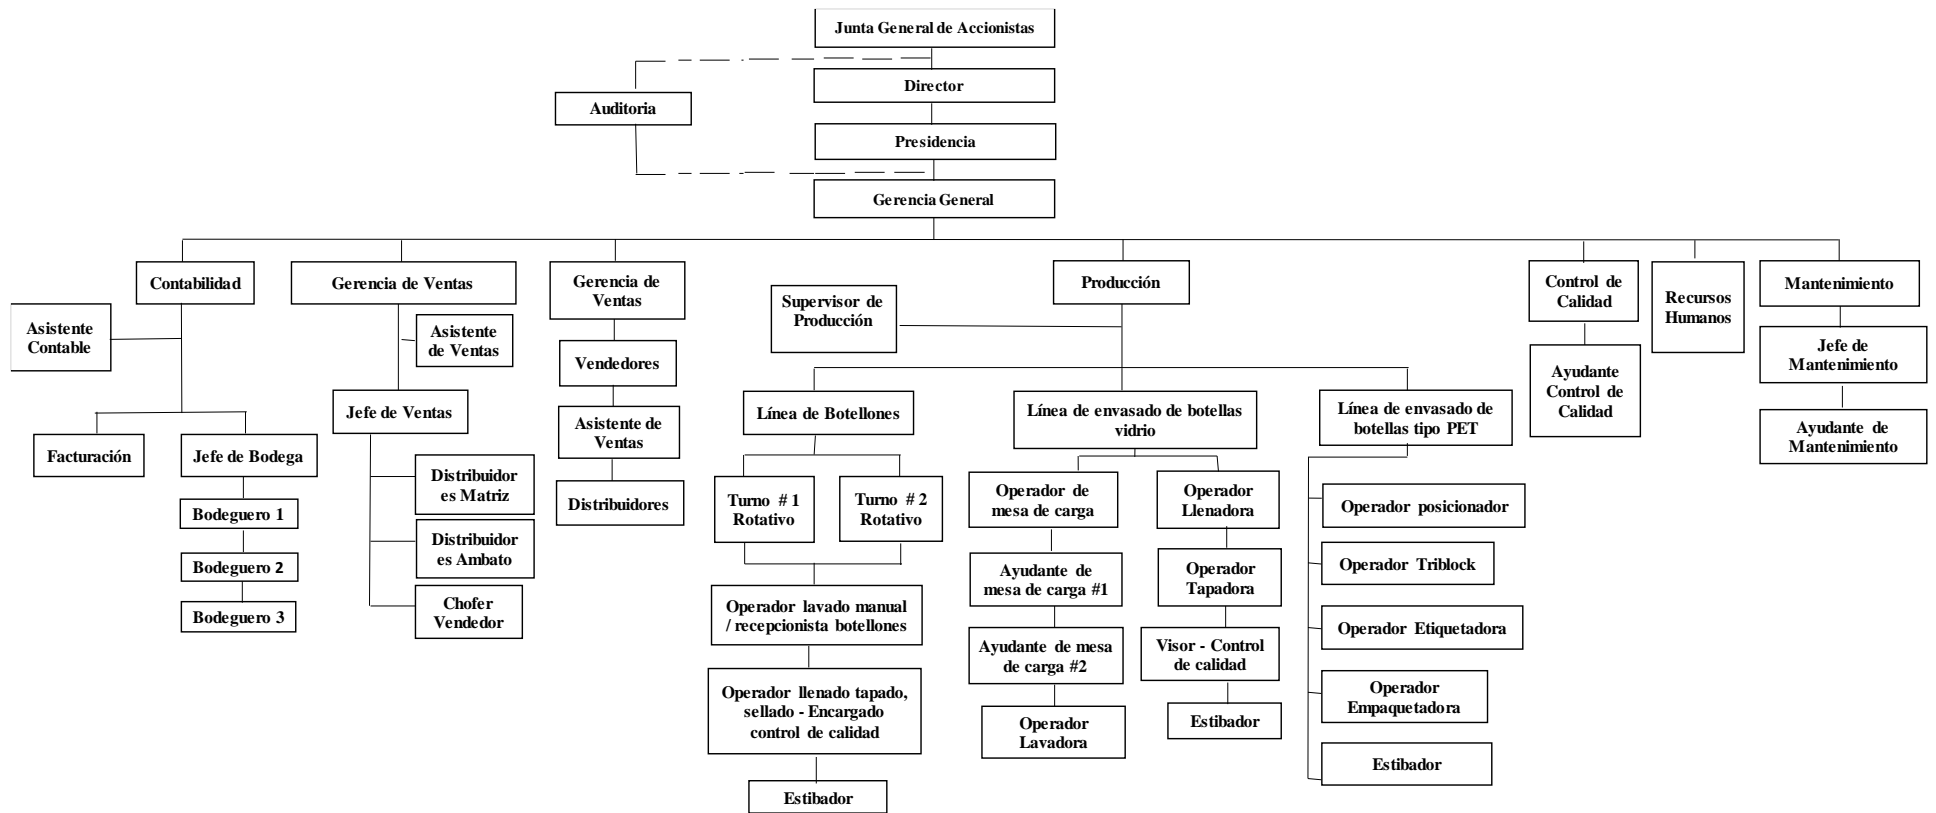 Junta General de Accionistas
Director
Auditoria
Presidencia
Gerencia General
Contabilidad
Gerencia de Ventas
Gerencia de
Ventas
Producción
Control de
Calidad
Recursos
Humanos
Mantenimiento
Asistente
Contable
Asistente
de Ventas
Vendedores
Supervisor de
Producción
Ayudante
Control de
Calidad
Jefe de
Mantenimiento
Ayudante de
Mantenimiento
Facturación
Jefe de Bodega
Bodeguero 1
Bodeguero 2
Bodeguero 3
Jefe de Ventas
Distribuidor
es Matriz
Distribuidor
es Ambato
Chofer
Vendedor
Asistente de
Ventas
Distribuidores
Línea de Botellones
Turno # 1
Rotativo
Turno # 2
Rotativo
Operador lavado manual
/ recepcionista botellones
Operador llenado tapado,
sellado - Encargado
control de calidad
Estibador
Línea de envasado de botellas
vidrio
Operador de
mesa de carga
Ayudante de
mesa de carga #1
Ayudante de mesa
de carga #2
Operador
Lavadora
Operador
Llenadora
Operador
Tapadora
Visor - Control
de calidad
Estibador
Línea de envasado de
botellas tipo PET
Operador posicionador
Operador Triblock
Operador Etiquetadora
Operador
Empaquetadora
Estibador